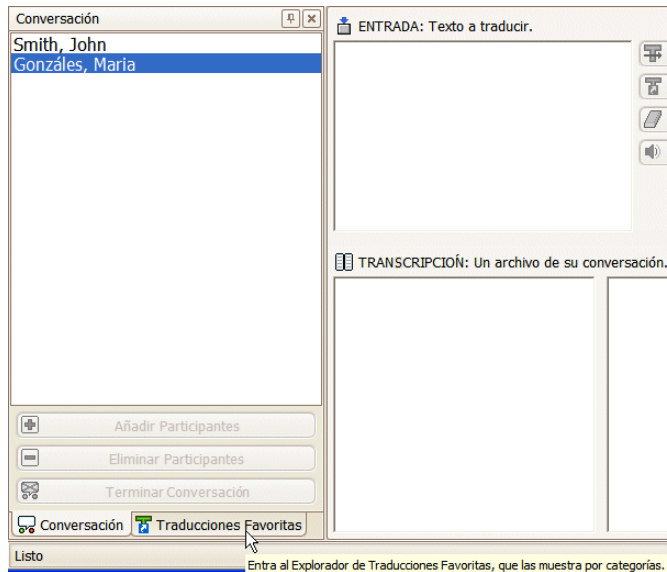 Conversación
Smith, John
Gonzáles, Maria
Añadir Participantes
Eliminar Participantes
Terminar Conversación
Conversación
Traducciones Favoritas
Listo
ENTRADA: Texto a traducir.
TRANSCRIPCIOŃ: Un archivo de su conversación.
Entra al Explorador de Traducciones Favoritas, que las muestra por categorías.